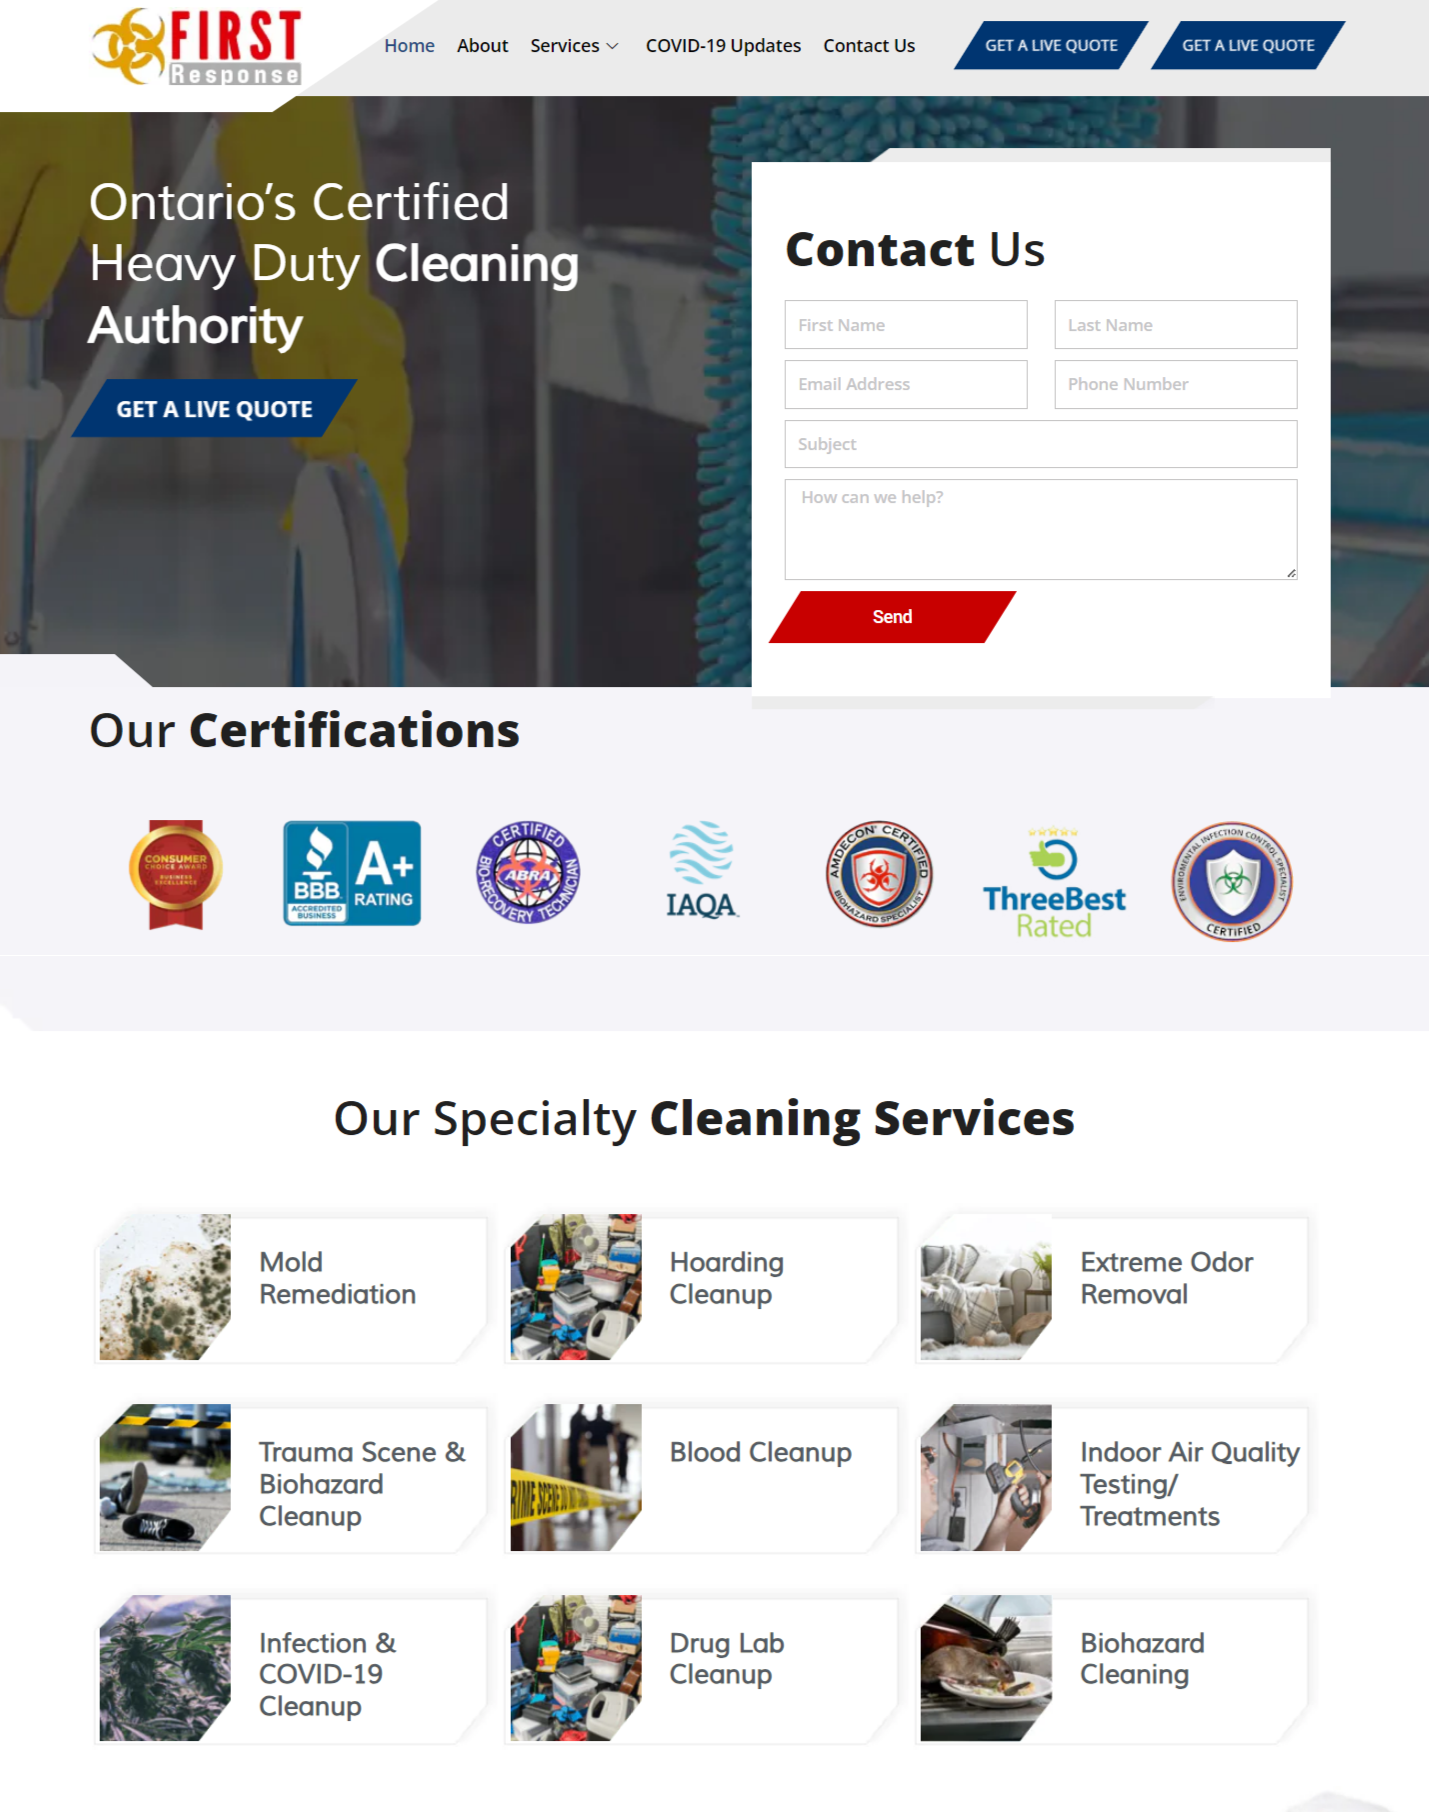 FIRST
Response
Home About Services COVID-19 Updates Contact Us GET A LIVE QUOTE GET A LIVE QUOTE
Ontario's Certified
Heavy Duty Cleaning
Authority
GET A LIVE QUOTE
Contact Us
First Name Last Name
Email Address Phone Number
Subject
How can we help?
Send
Our Certifications
CONSUMER
CHOICE AWARD
BUSINESS
EXCELLENCE
BBB.
ACCREDITED
BUSINESS
A+
RATING
CERTIFIED
ABRA
BIO-RECOVERY TECHNICIAN
IAQA
AMDECON® CERTIFIED
BIOHAZARD SPECIALIST
ThreeBest
Rated
ENVIROMENTAL INFECTION CONTROL SPECIALIST
CERTIFIED
Our Specialty Cleaning Services
Mold
Remediation
Hoarding
Cleanup
Extreme Odor
Removal
Trauma Scene &
Biohazard
Cleanup
RIME SCENE DO NOT
Blood Cleanup
Indoor Air Quality
Testing/
Treatments
Infection &
COVID-19
Cleanup
Drug Lab
Cleanup
Biohazard
Cleaning